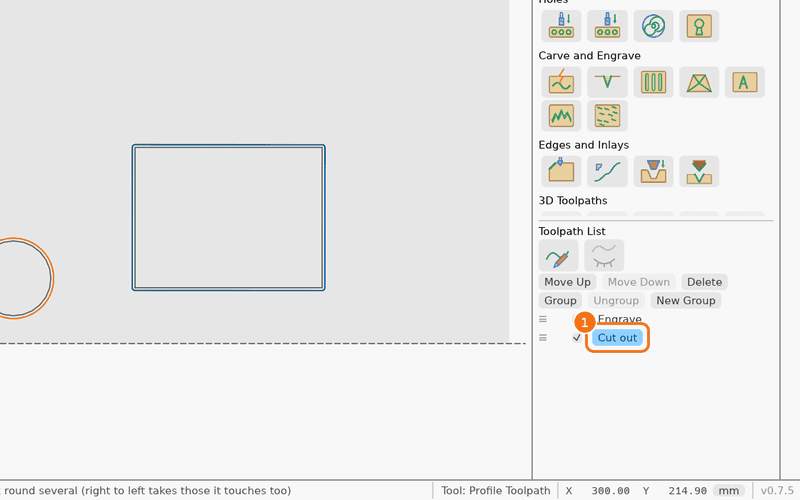 Holes
Carve and Engrave
A
Edges and Inlays
3D Toolpaths
Toolpath List
Move Up Move Down Delete
Group Ungroup New Group
Engrave
1
Cut out
round several (right to left takes those it touches too) Tool: Profile Toolpath X 300.00 Y 214.90 mm v0.7.5